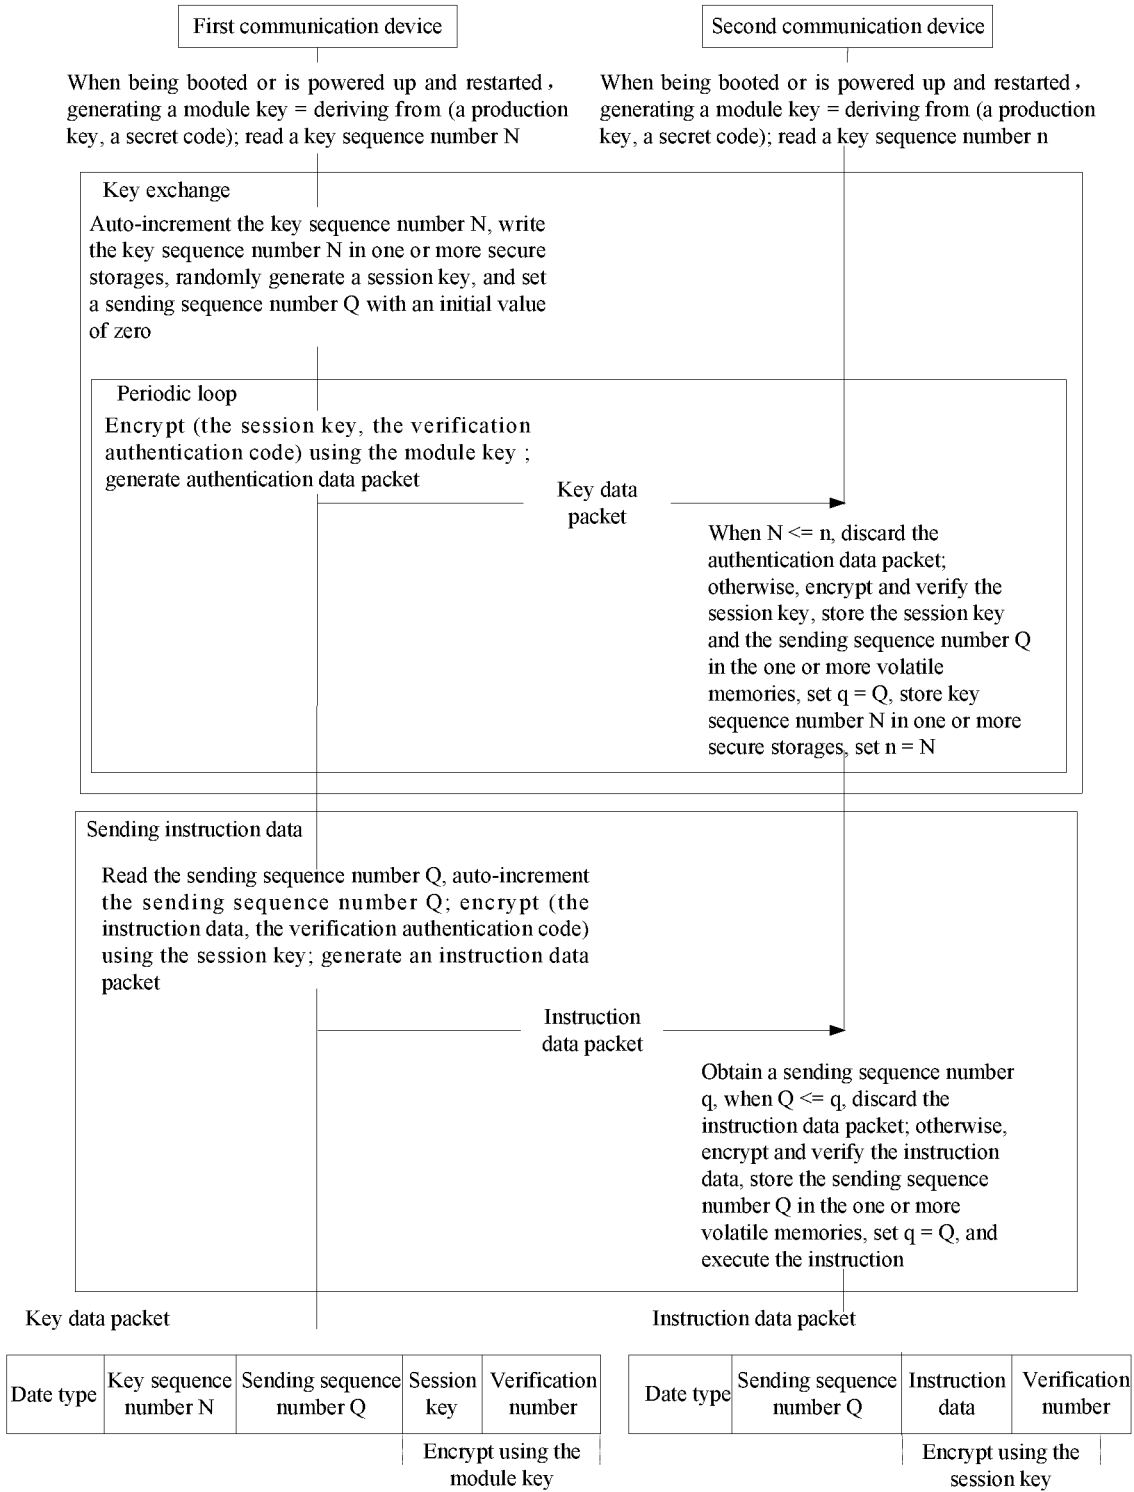 First communication device
Second communication device
When being booted or is powered up and restarted，
generating a module key = deriving from (a production
key, a secret code); read a key sequence number N
When being booted or is powered up and restarted，
generating a module key = deriving from (a production
key, a secret code); read a key sequence number n
Key exchange
Auto-increment the key sequence number N, write
the key sequence number N in one or more secure
storages, randomly generate a session key, and set
a sending sequence number Q with an initial value
of zero
Periodic loop
Encrypt (the session key, the verification
authentication code) using the module key ;
generate authentication data packet
Key data
packet
When N <= n, discard the
authentication data packet;
otherwise, encrypt and verify the
session key, store the session key
and the sending sequence number Q
in the one or more volatile
memories, set q = Q, store key
sequence number N in one or more
secure storages, set n = N
Sending instruction data
Read the sending sequence number Q, auto-increment
the sending sequence number Q; encrypt (the
instruction data, the verification authentication code)
using the session key; generate an instruction data
packet
Instruction
data packet
Obtain a sending sequence number
q, when Q <= q, discard the
instruction data packet; otherwise,
encrypt and verify the instruction
data, store the sending sequence
number Q in the one or more
volatile memories, set q = Q, and
execute the instruction
Key data packet
Date type
Key sequence
number N
Sending sequence
number Q
Session
key
Verification
number
Encrypt using the
module key
Instruction data packet
Date type
Sending sequence
number Q
Instruction
data
Verification
number
Encrypt using the
session key